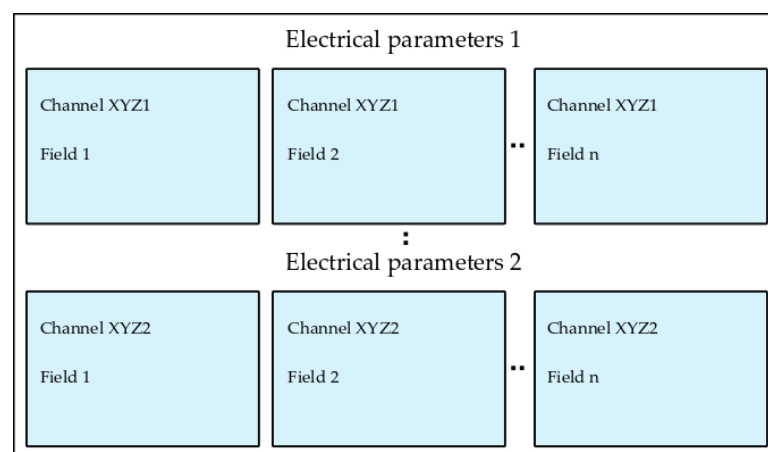 Electrical parameters 1
Channel XYZ1
Field 1
Channel XYZ1
Field 2
..
Channel XYZ1
Field n
:
Electrical parameters 2
Channel XYZ2
Field 1
Channel XYZ2
Field 2
..
Channel XYZ2
Field n